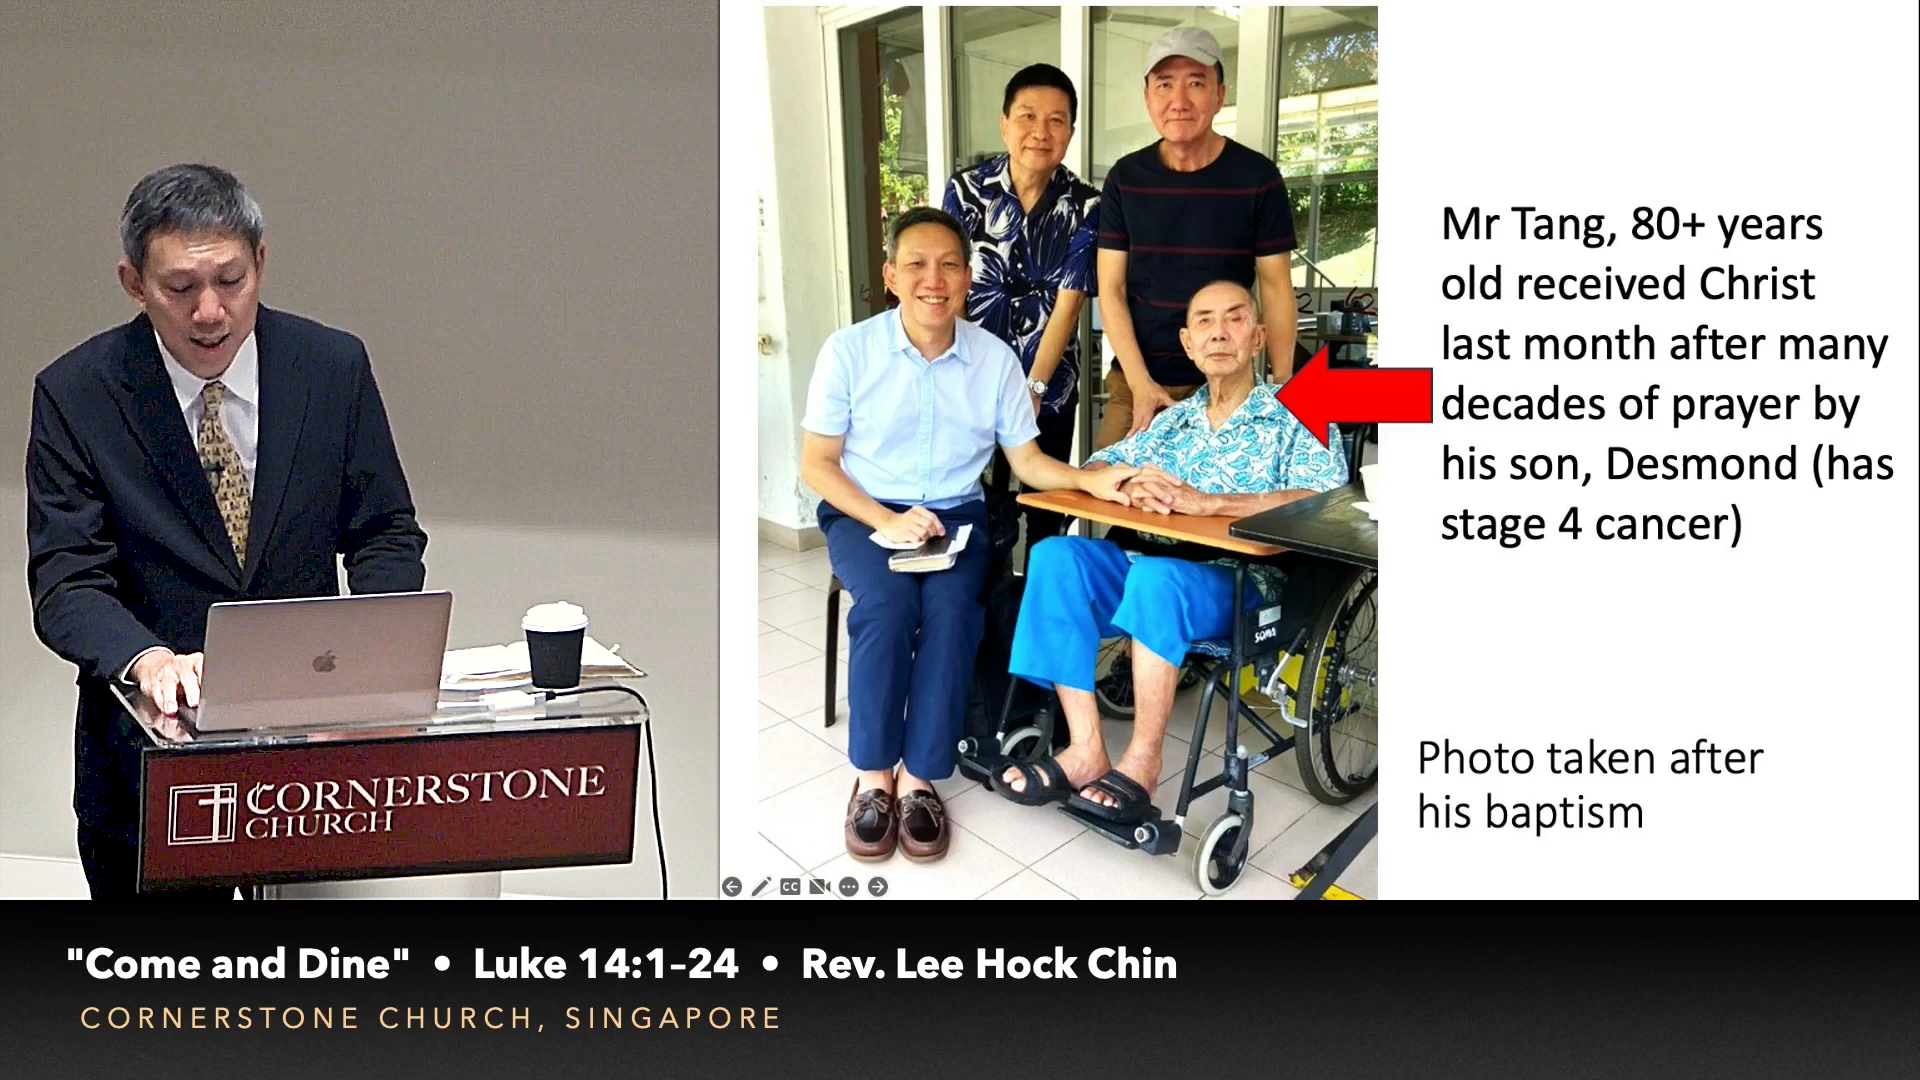 Mr Tang, 80+ years
old received Christ
last month after many
decades of prayer by
his son, Desmond (has
stage 4 cancer)
Photo taken after
his baptism
SOMA
CORNERSTONE
CHURCH
CC
"Come and Dine" • Luke 14:1–24 • Rev. Lee Hock Chin
CORNERSTONE CHURCH, SINGAPORE